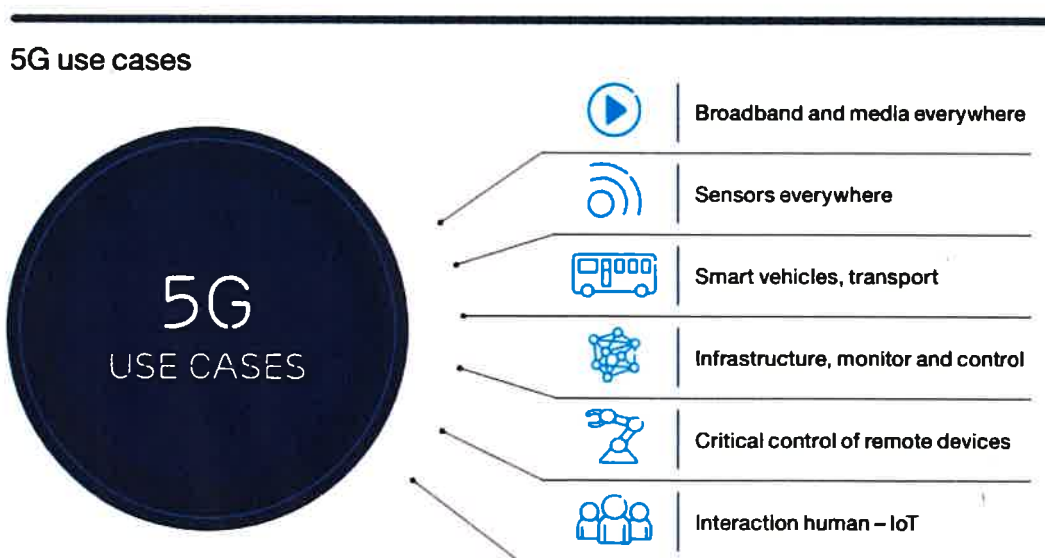 5G use cases
5G
USE CASES
Broadband and media everywhere
Sensors everywhere
Smart vehicles, transport
Infrastructure, monitor and control
Critical control of remote devices
Interaction human – IoT